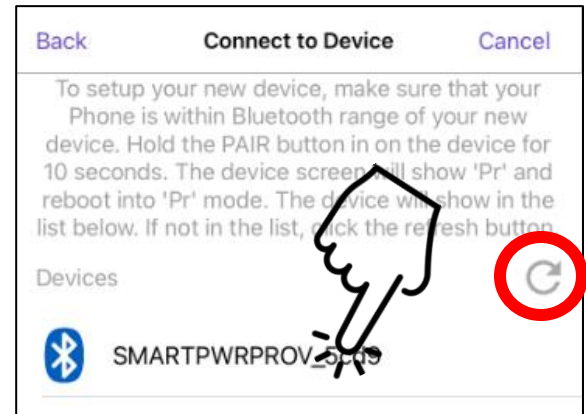 Back Connect to Device Cancel
To setup your new device, make sure that your
Phone is within Bluetooth range of your new
device. Hold the PAIR button in on the device for
10 seconds. The device screen will show 'Pr' and
reboot into 'Pr' mode. The device will show in the
list below. If not in the list, click the refresh button
Devices
SMARTPWRPROV_5cd9